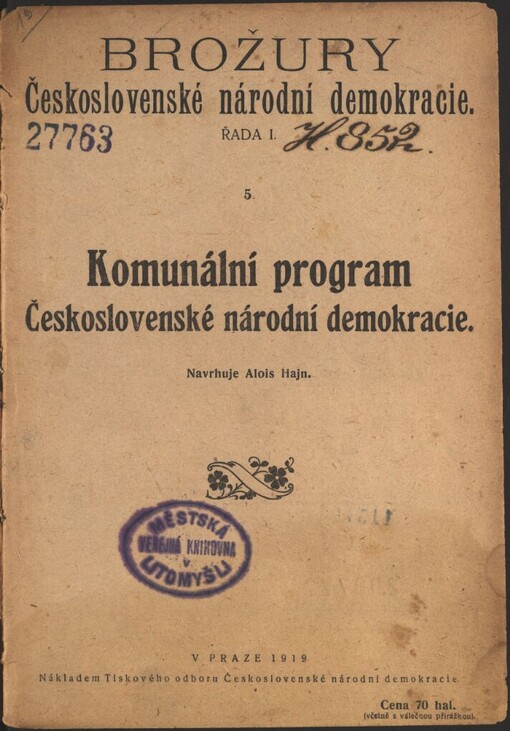 BROŽURY
Československé národní demokracie.
27763
ŘADA I.
H. 852.
5.
Komunální program
Československé národní demokracie.
Navrhuje Alois Hajn.
MĚSTSKÁ
VEŘEJNÁ KNIHOVNA
V
LITOMYŠLI
V PRAZE 1919
Nákladem Tiskového odboru Československé národní demokracie
Cena 70 hal.
(včetně s válečnou přirážkou).